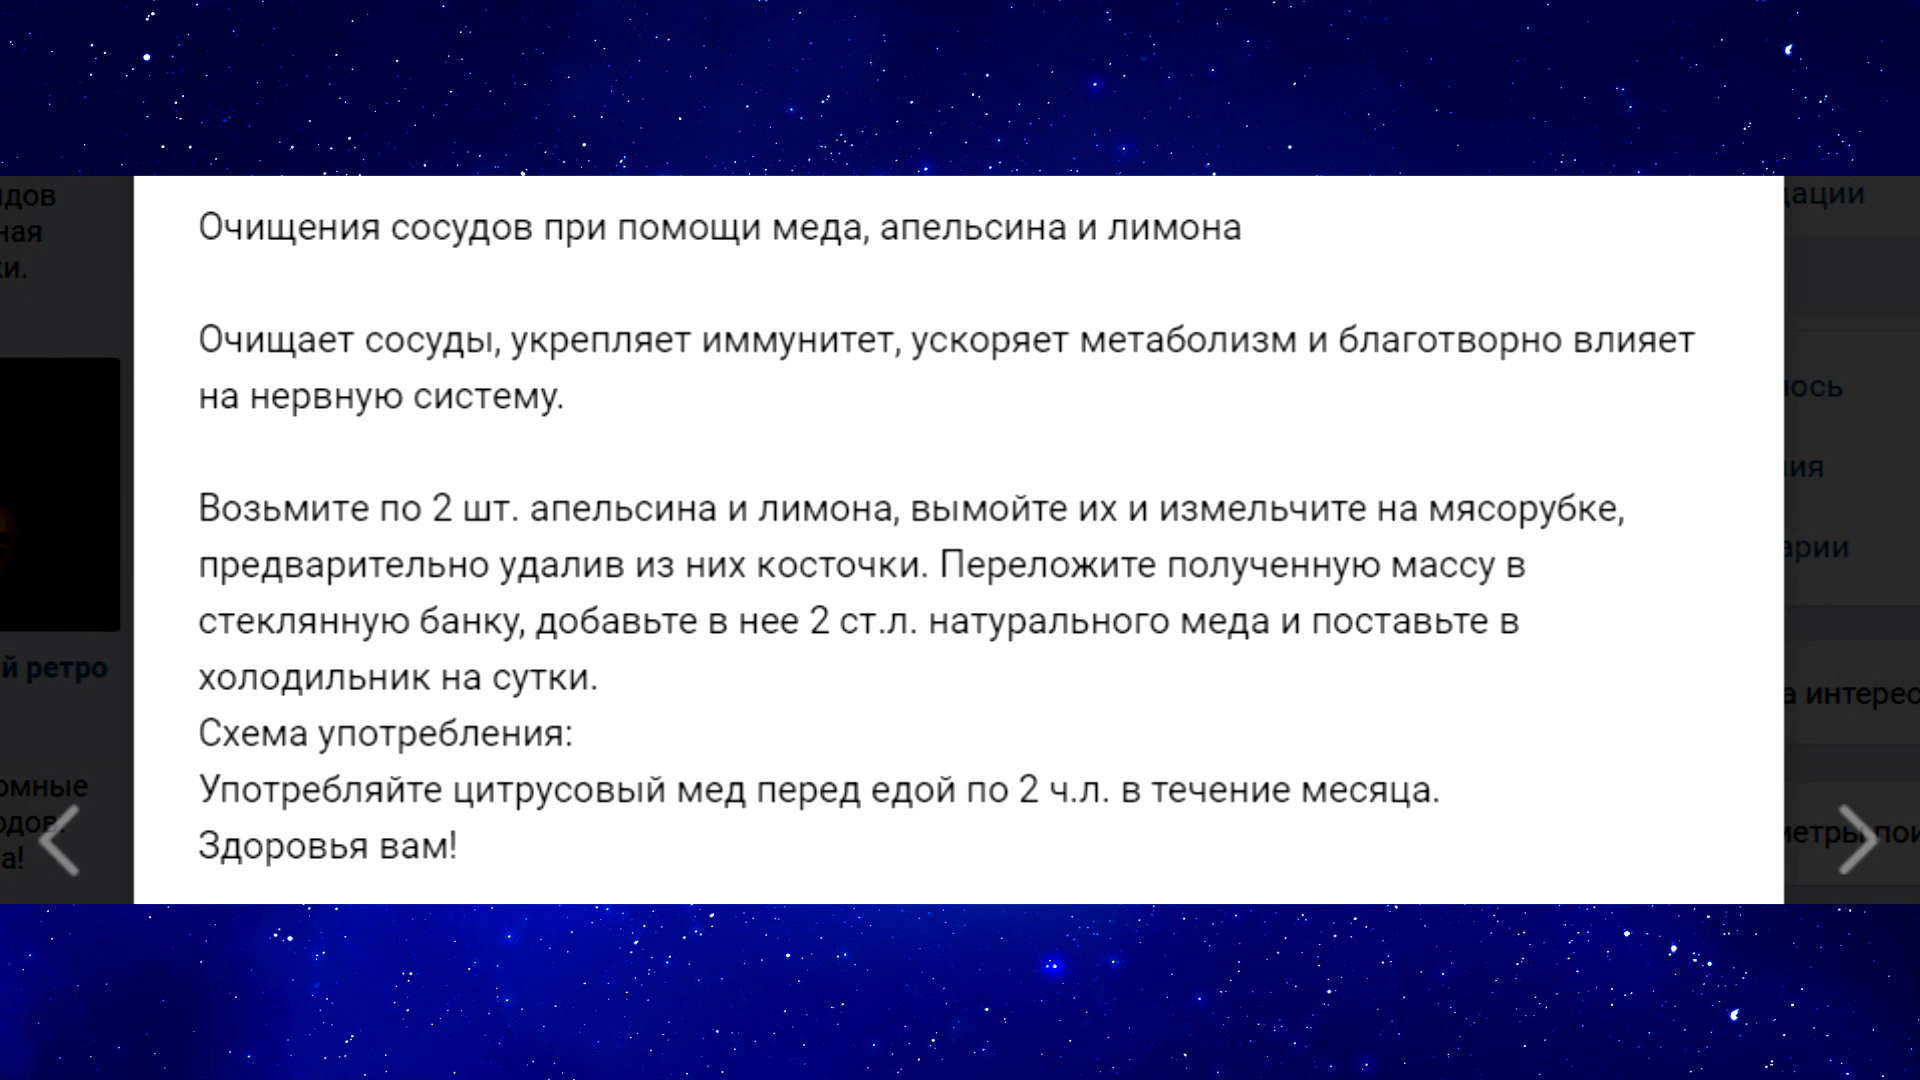 Очищения сосудов при помощи меда, апельсина и лимона
Очищает сосуды, укрепляет иммунитет, ускоряет метаболизм и благотворно влияет
на нервную систему.
Возьмите по 2 шт. апельсина и лимона, вымойте их и измельчите на мясорубке,
предварительно удалив из них косточки. Переложите полученную массу в
стеклянную банку, добавьте в нее 2 ст.л. натурального меда и поставьте в
холодильник на сутки.
Схема употребления:
Употребляйте цитрусовый мед перед едой по 2 ч.л. в течение месяца.
Здоровья вам!
й ретро
а!
а интерес